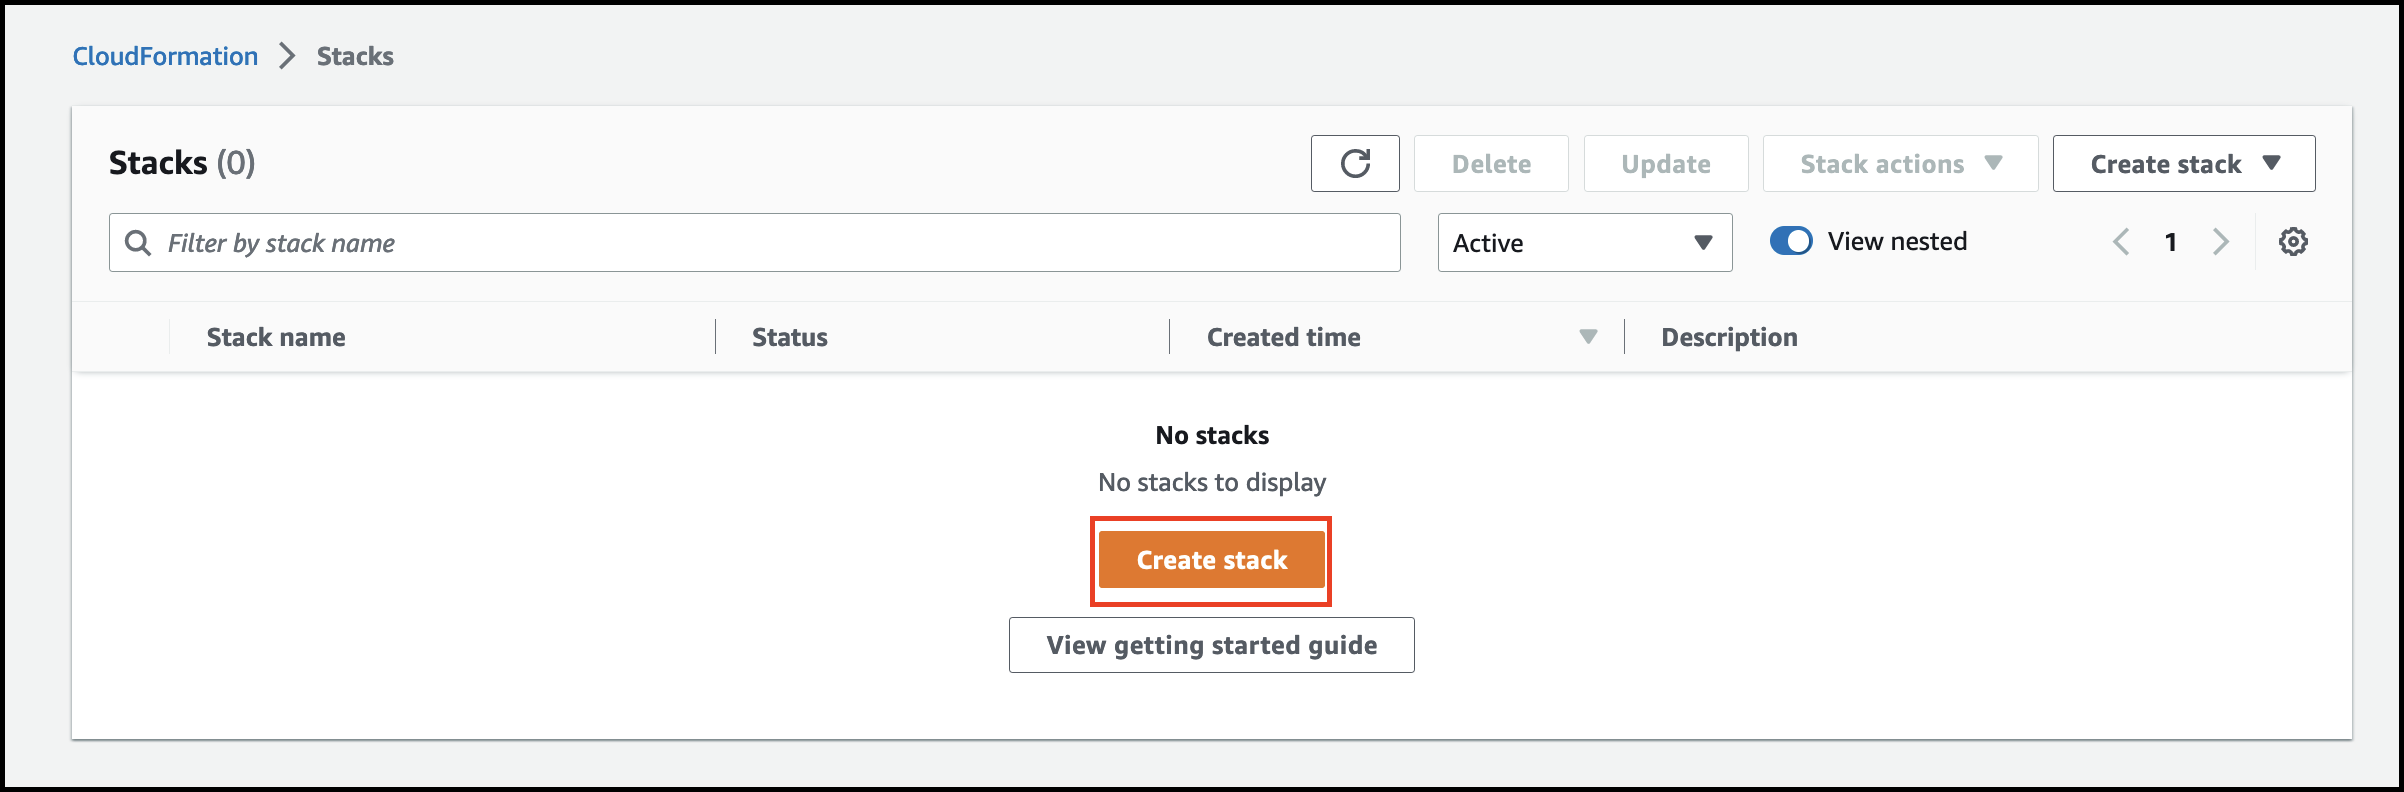 CloudFormation > Stacks
Stacks (0)
Delete
Update
Stack actions
Create stack
Filter by stack name
Active
View nested
1
Stack name
Status
Created time
Description
No stacks
No stacks to display
Create stack
View getting started guide